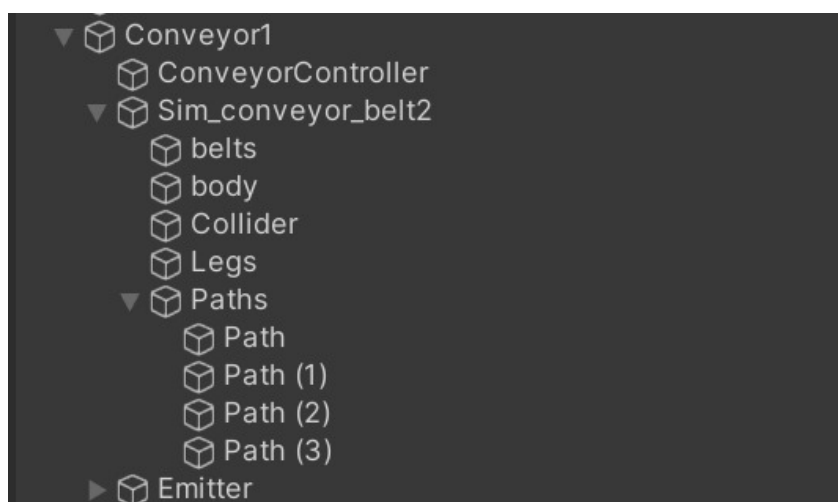 Conveyor1
ConveyorController
Sim_conveyor_belt2
belts
body
Collider
Legs
Paths
Path
Path (1)
Path (2)
Path (3)
Emitter